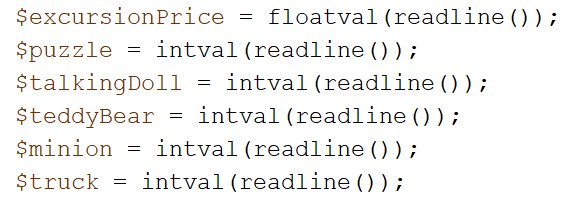 $excursionPrice = floatval(readline());
$puzzle = intval(readline());
$talkingDoll = intval(readline());
$teddyBear = intval(readline());
$minion = intval(readline());
$truck = intval(readline());